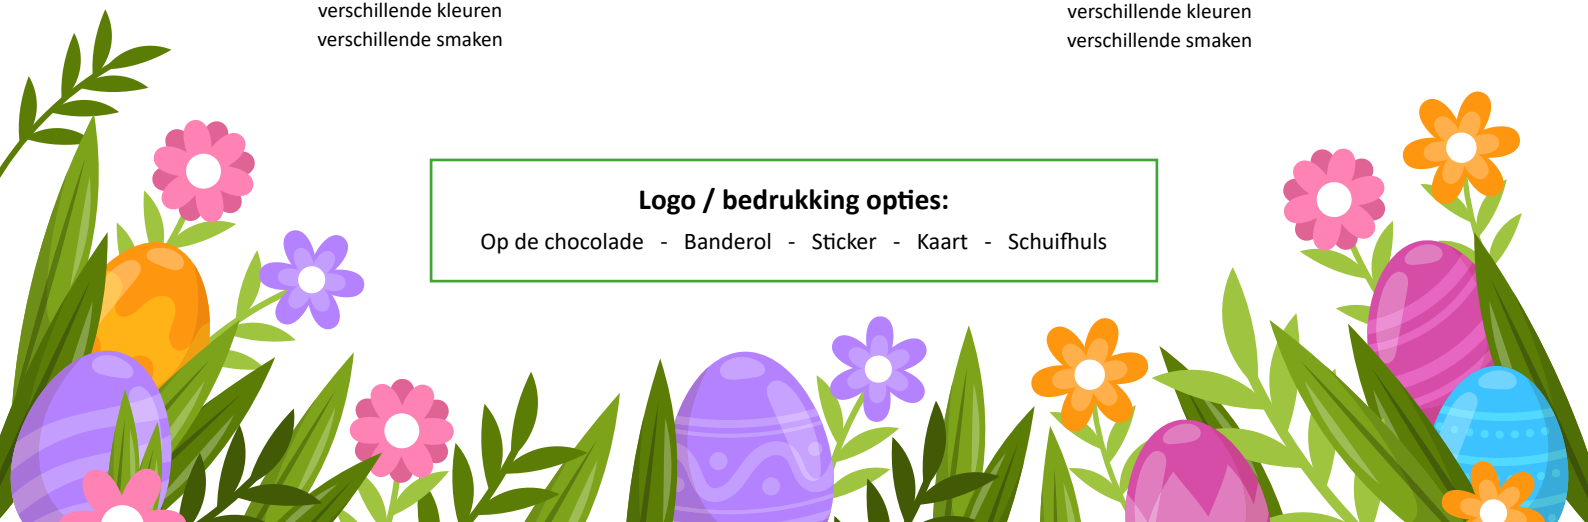 verschillende kleuren
verschillende smaken
verschillende kleuren
verschillende smaken
Logo / bedrukking opties:
Op de chocolade - Banderol - Sticker - Kaart - Schuifhuls